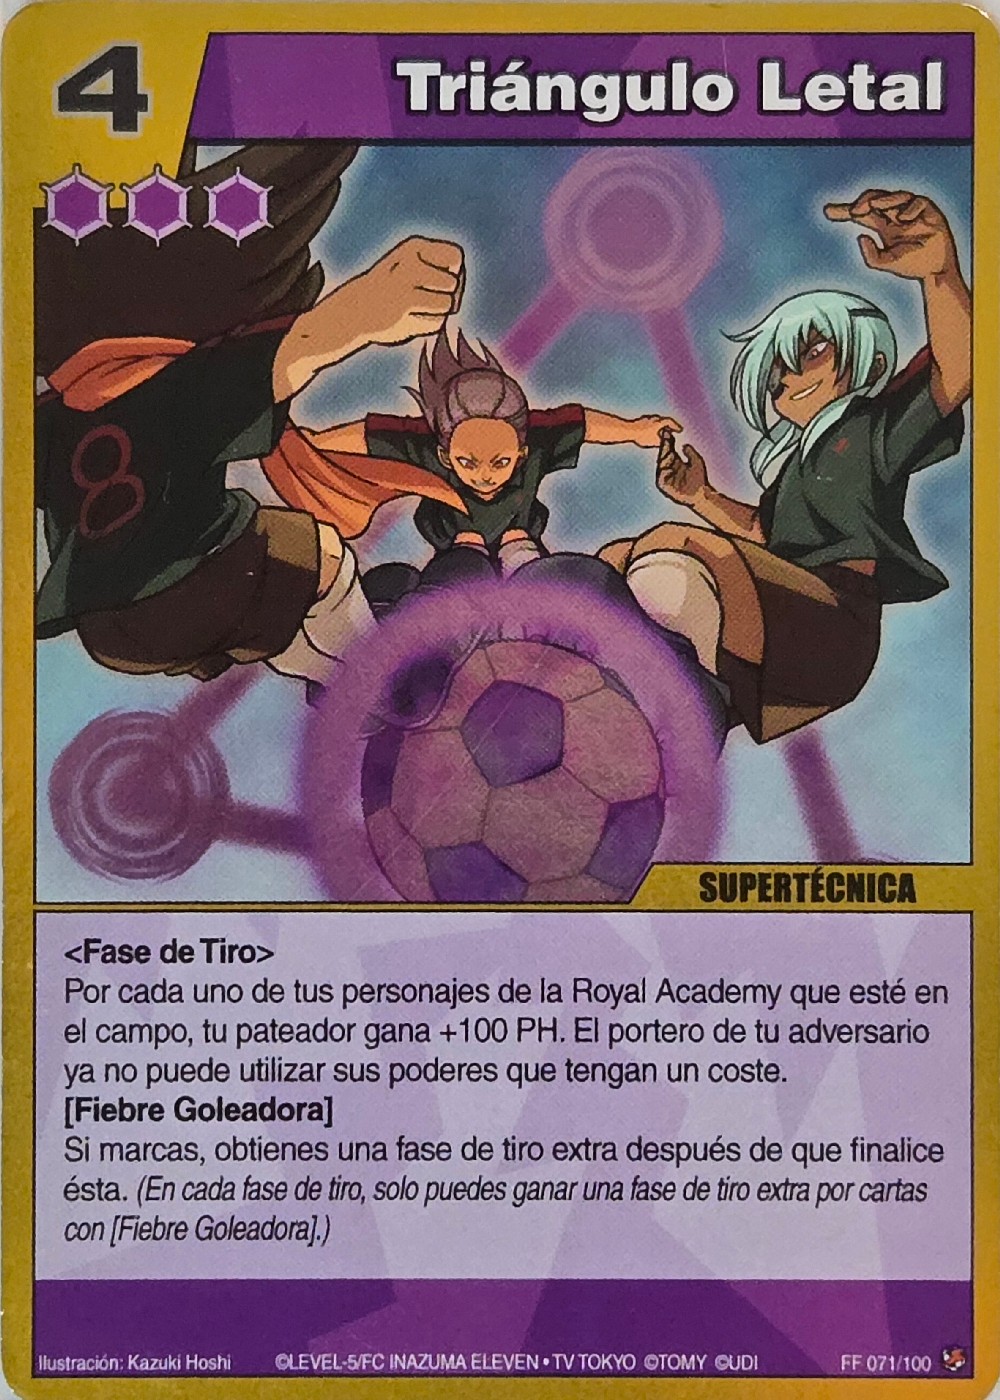 4
Triángulo Letal
8
SUPERTÉCNICA
<Fase de Tiro>
Por cada uno de tus personajes de la Royal Academy que esté en
el campo, tu pateador gana +100 PH. El portero de tu adversario
ya no puede utilizar sus poderes que tengan un coste.
[Fiebre Goleadora]
Si marcas, obtienes una fase de tiro extra después de que finalice
ésta. (En cada fase de tiro, solo puedes ganar una fase de tiro extra por cartas
con [Fiebre Goleadora].)
Ilustración: Kazuki Hoshi ©LEVEL-5/FC INAZUMA ELEVEN • TV TOKYO ©TOMY ©UDI FF 071/100